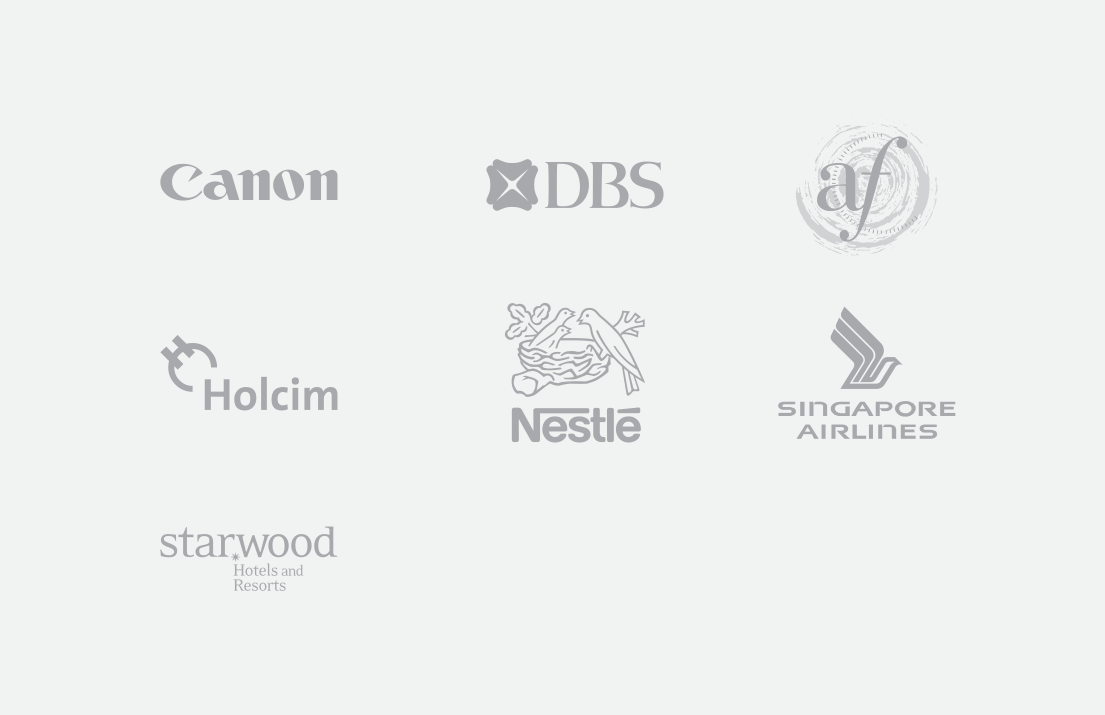 Canon
DBS
af
Holcim
Nestlé
SINGAPORE
AIRLINES
starwood
Hotels and
Resorts